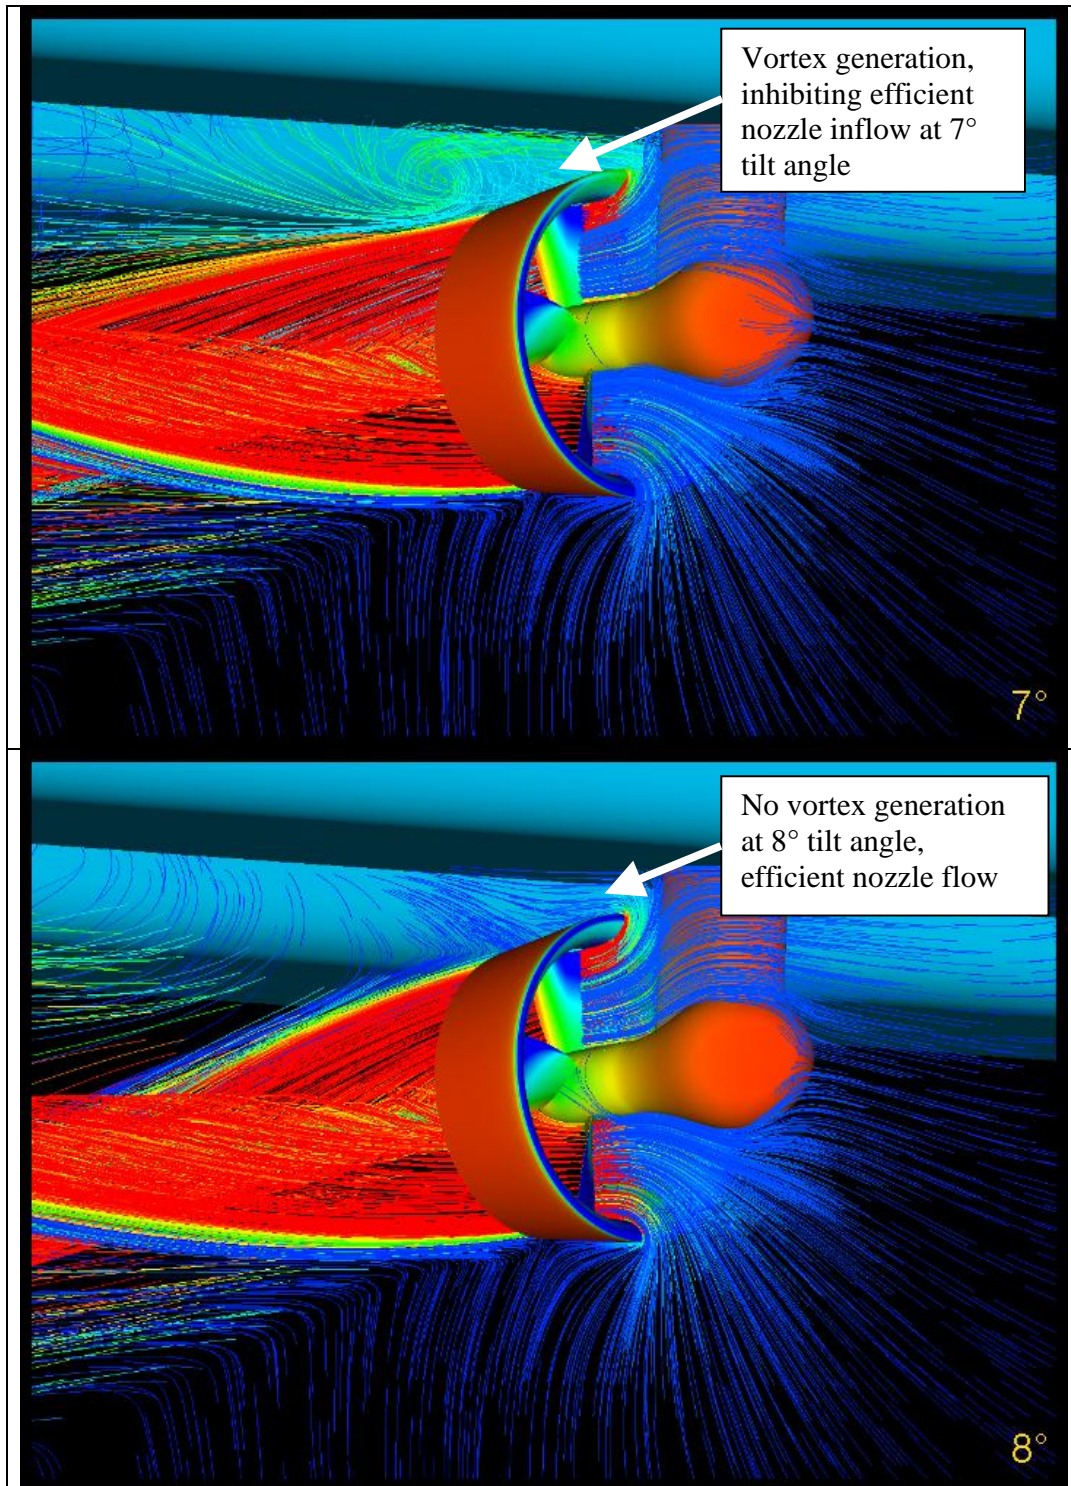 Vortex generation,
inhibiting efficient
nozzle inflow at 7°
tilt angle
7°
No vortex generation
at 8° tilt angle,
efficient nozzle flow
8°